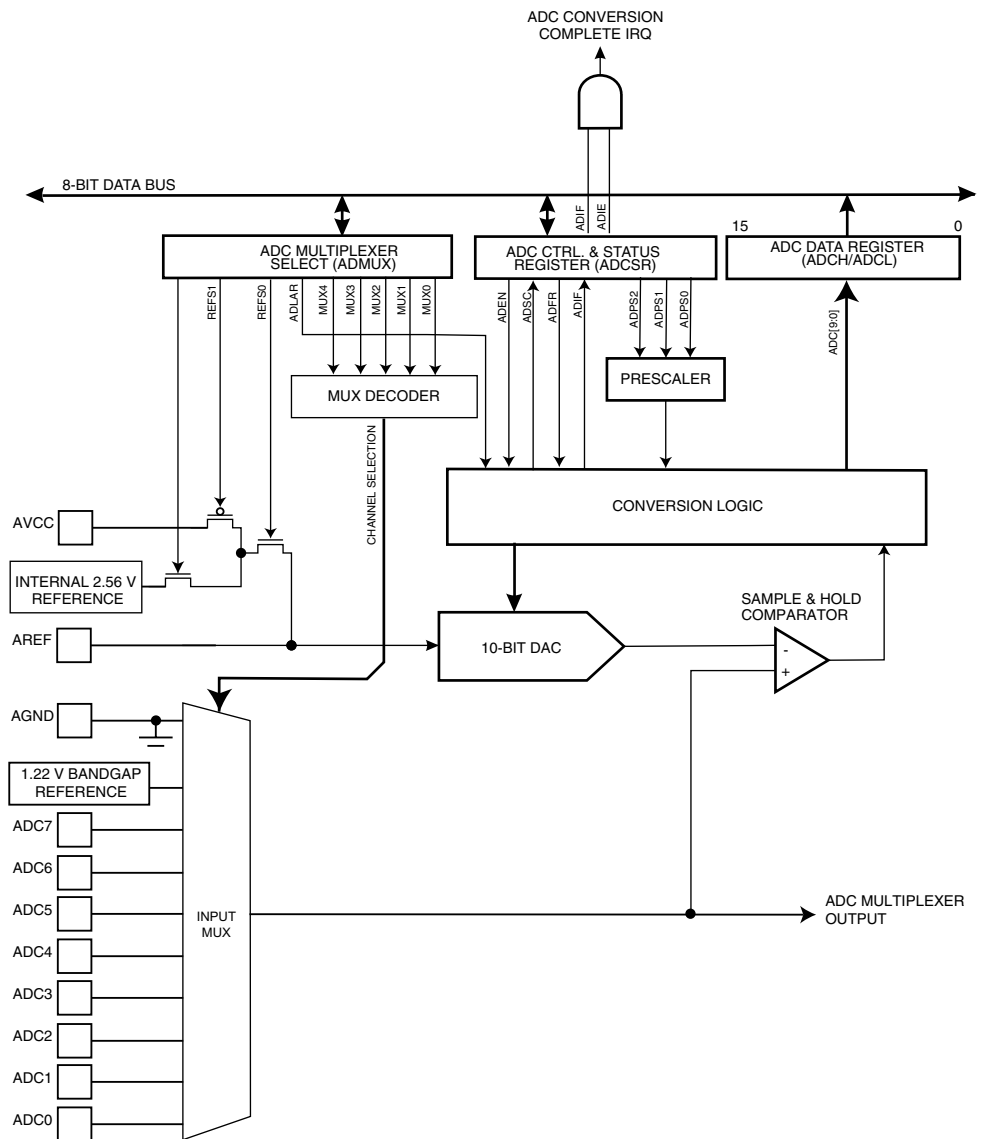 ADC CONVERSION
COMPLETE IRQ
8-BIT DATA BUS
ADIF
ADIE
15
0
ADC MULTIPLEXER
SELECT (ADMUX)
ADC CTRL. & STATUS
REGISTER (ADCSR)
ADC DATA REGISTER
(ADCH/ADCL)
REFS1
REFS0
ADLAR
MUX4
MUX3
MUX2
MUX1
MUX0
ADEN
ADSC
ADFR
ADIF
ADPS2
ADPS1
ADPS0
ADC[9:0]
MUX DECODER
PRESCALER
CHANNEL SELECTION
CONVERSION LOGIC
AVCC
INTERNAL 2.56 V
REFERENCE
SAMPLE & HOLD
COMPARATOR
AREF
10-BIT DAC
-
+
AGND
1.22 V BANDGAP
REFERENCE
ADC7
ADC6
ADC5
INPUT
MUX
ADC MULTIPLEXER
OUTPUT
ADC4
ADC3
ADC2
ADC1
ADC0